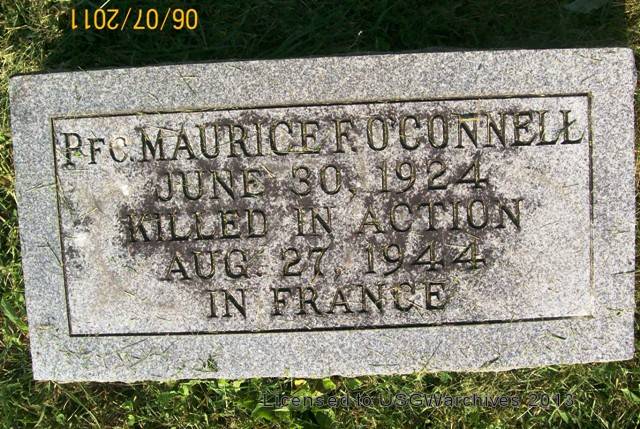 06/07/2011
PFC. MAURICE F. O'CONNELL
JUNE 30, 1924
KILLED IN ACTION
AUG. 27, 1944
IN FRANCE
Licensed to USGWarchives 2013